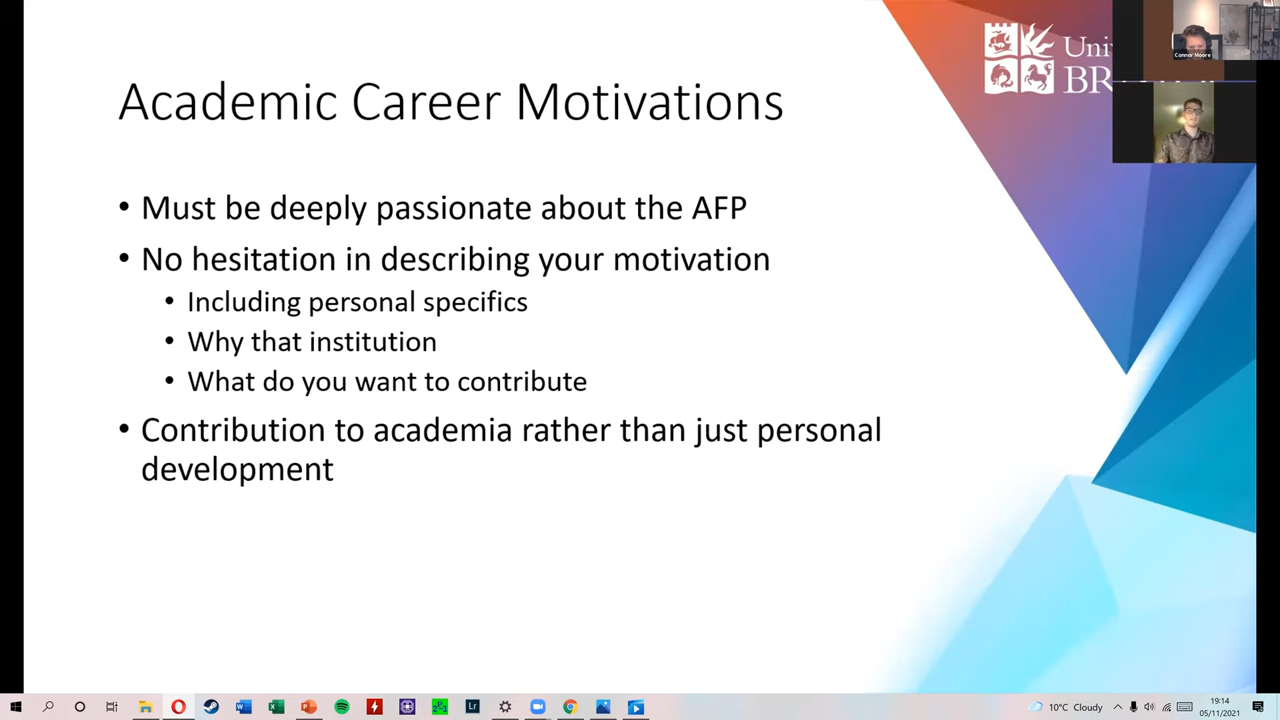 Academic Career Motivations
• Must be deeply passionate about the AFP
• No hesitation in describing your motivation
• Including personal specifics
• Why that institution
• What do you want to contribute
• Contribution to academia rather than just personal
development
Connor Moore
10°C Cloudy
19:14
05/11/2021